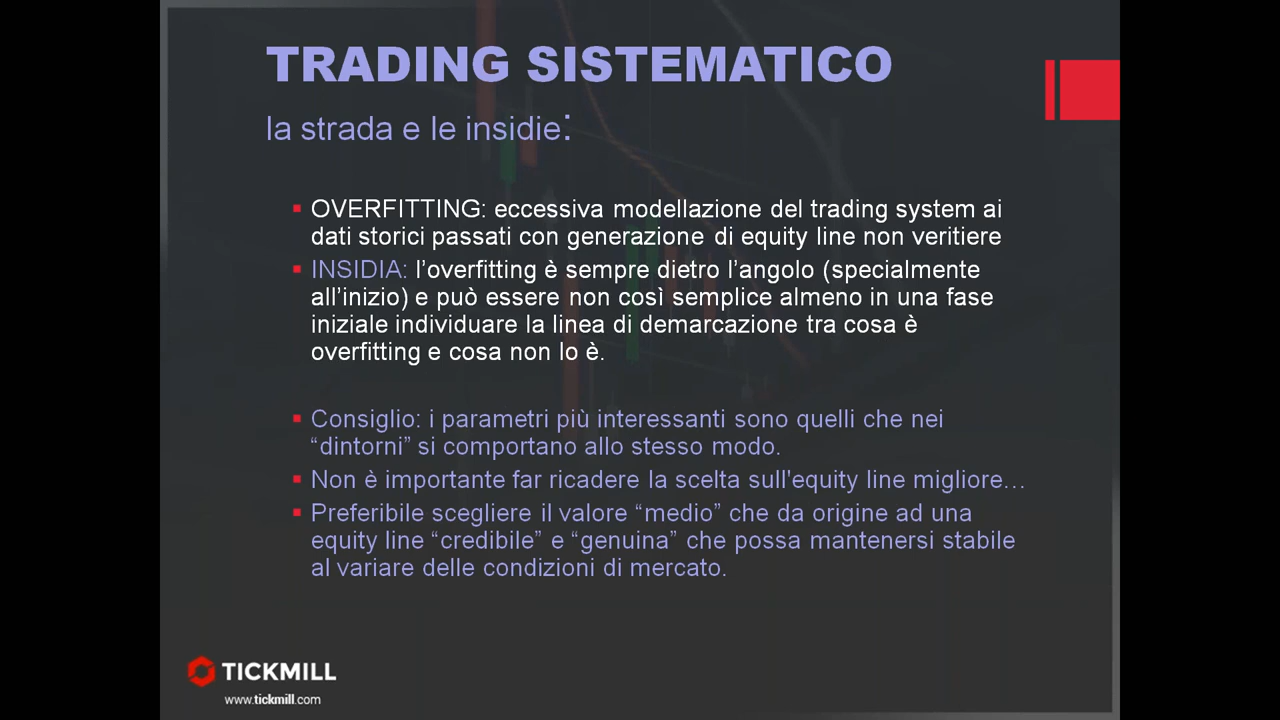 TRADING SISTEMATICO
la strada e le insidie:
OVERFITTING: eccessiva modellazione del trading system ai
dati storici passati con generazione di equity line non veritiere
INSIDIA: l’overfitting è sempre dietro l’angolo (specialmente
all’inizio) e può essere non così semplice almeno in una fase
iniziale individuare la linea di demarcazione tra cosa è
overfitting e cosa non lo è.
Consiglio: i parametri più interessanti sono quelli che nei
“dintorni” si comportano allo stesso modo.
Non è importante far ricadere la scelta sull'equity line migliore…
Preferibile scegliere il valore “medio” che da origine ad una
equity line “credibile” e “genuina” che possa mantenersi stabile
al variare delle condizioni di mercato.
TICKMILL
www.tickmill.com